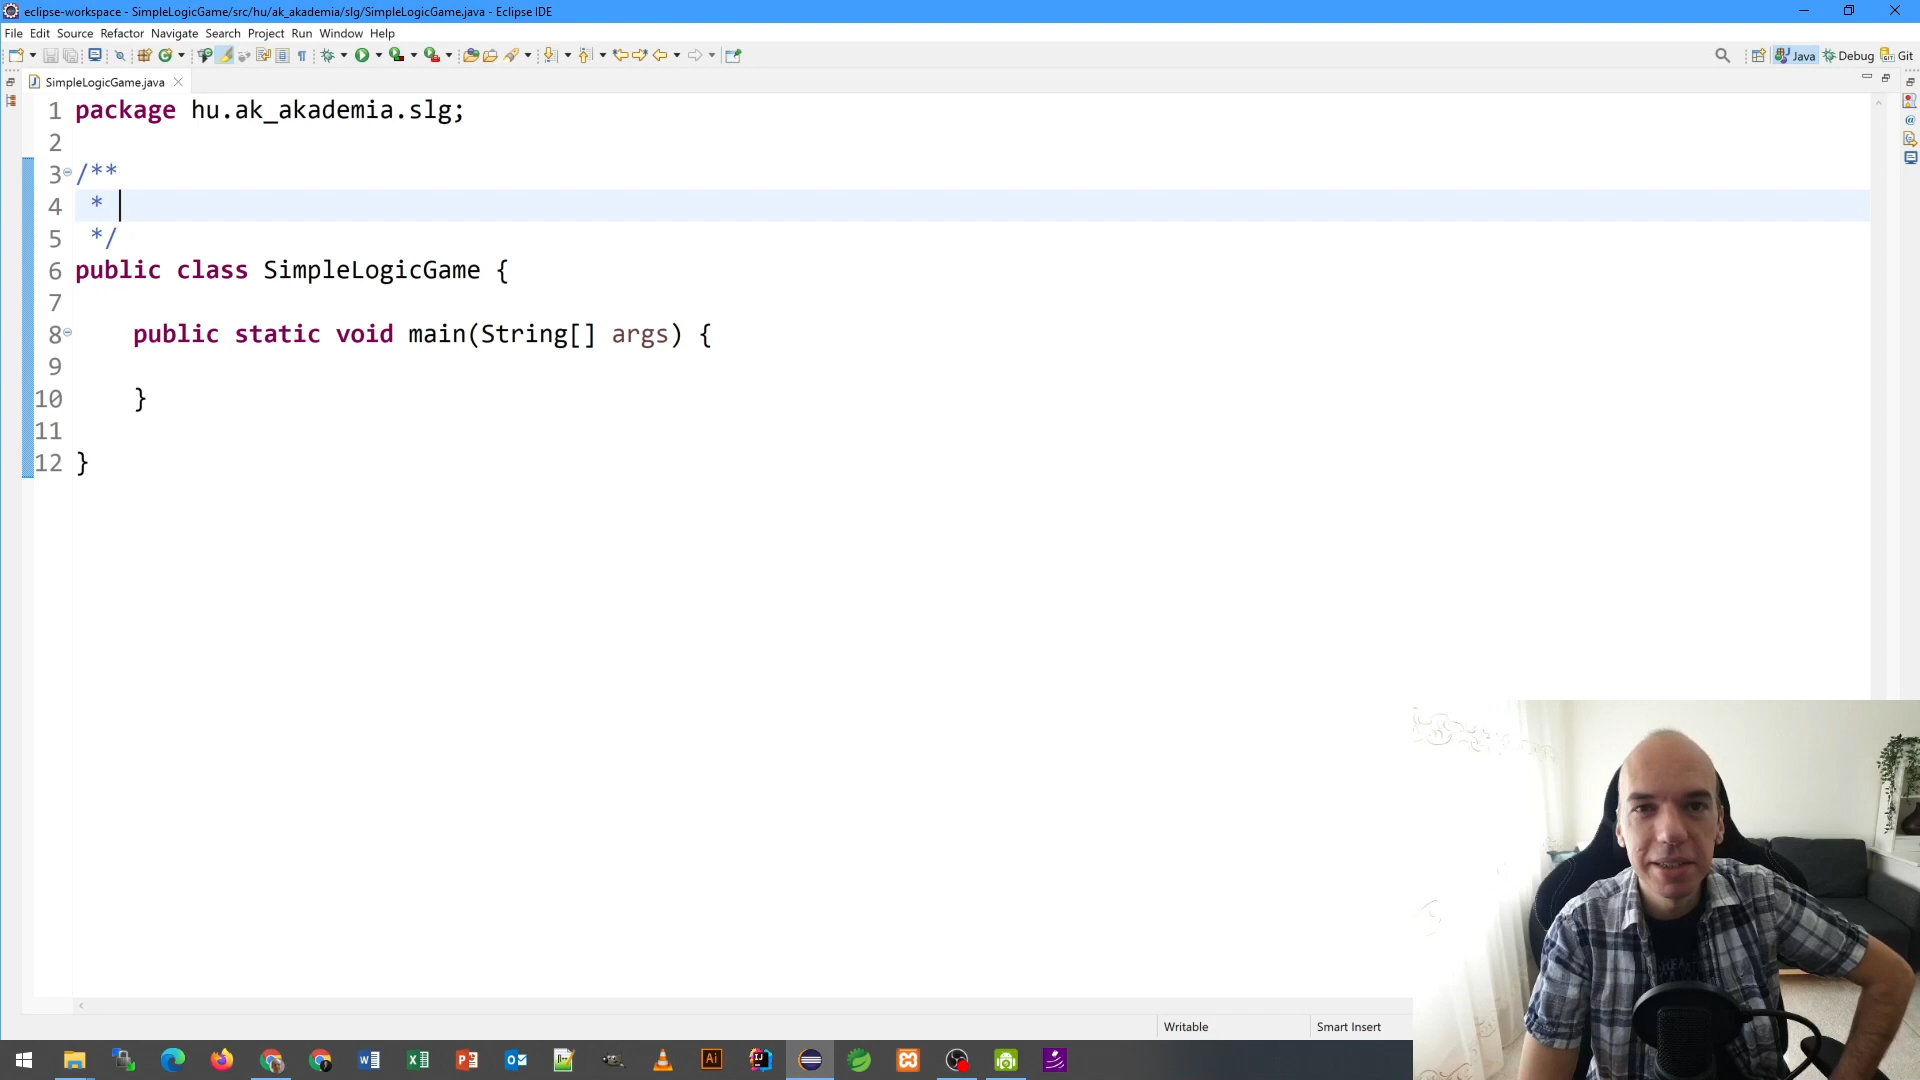 eclipse-workspace - SimpleLogicGame/src/hu/ak_akademia/slg/SimpleLogicGame.java - Eclipse IDE
File Edit Source Refactor Navigate Search Project Run Window Help
Java Debug Git
SimpleLogicGame.java
1 package hu.ak_akademia.slg;
2
3 /**
4 *
5 */
6 public class SimpleLogicGame {
7
8 public static void main(String[] args) {
9
10 }
11
12 }
Writable Smart Insert